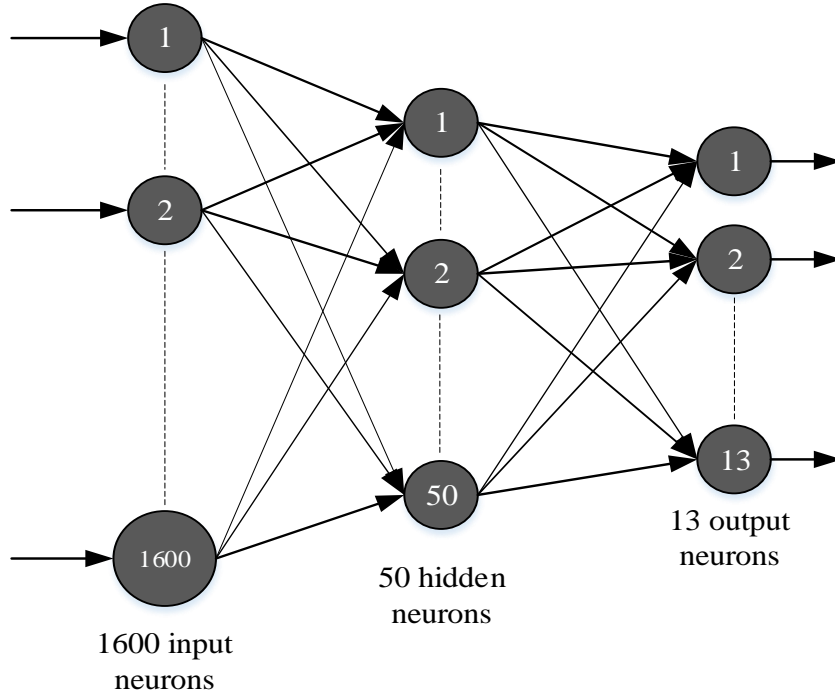 1
2
1600
1600 input
neurons
1
2
50
50 hidden
neurons
1
2
13
13 output
neurons